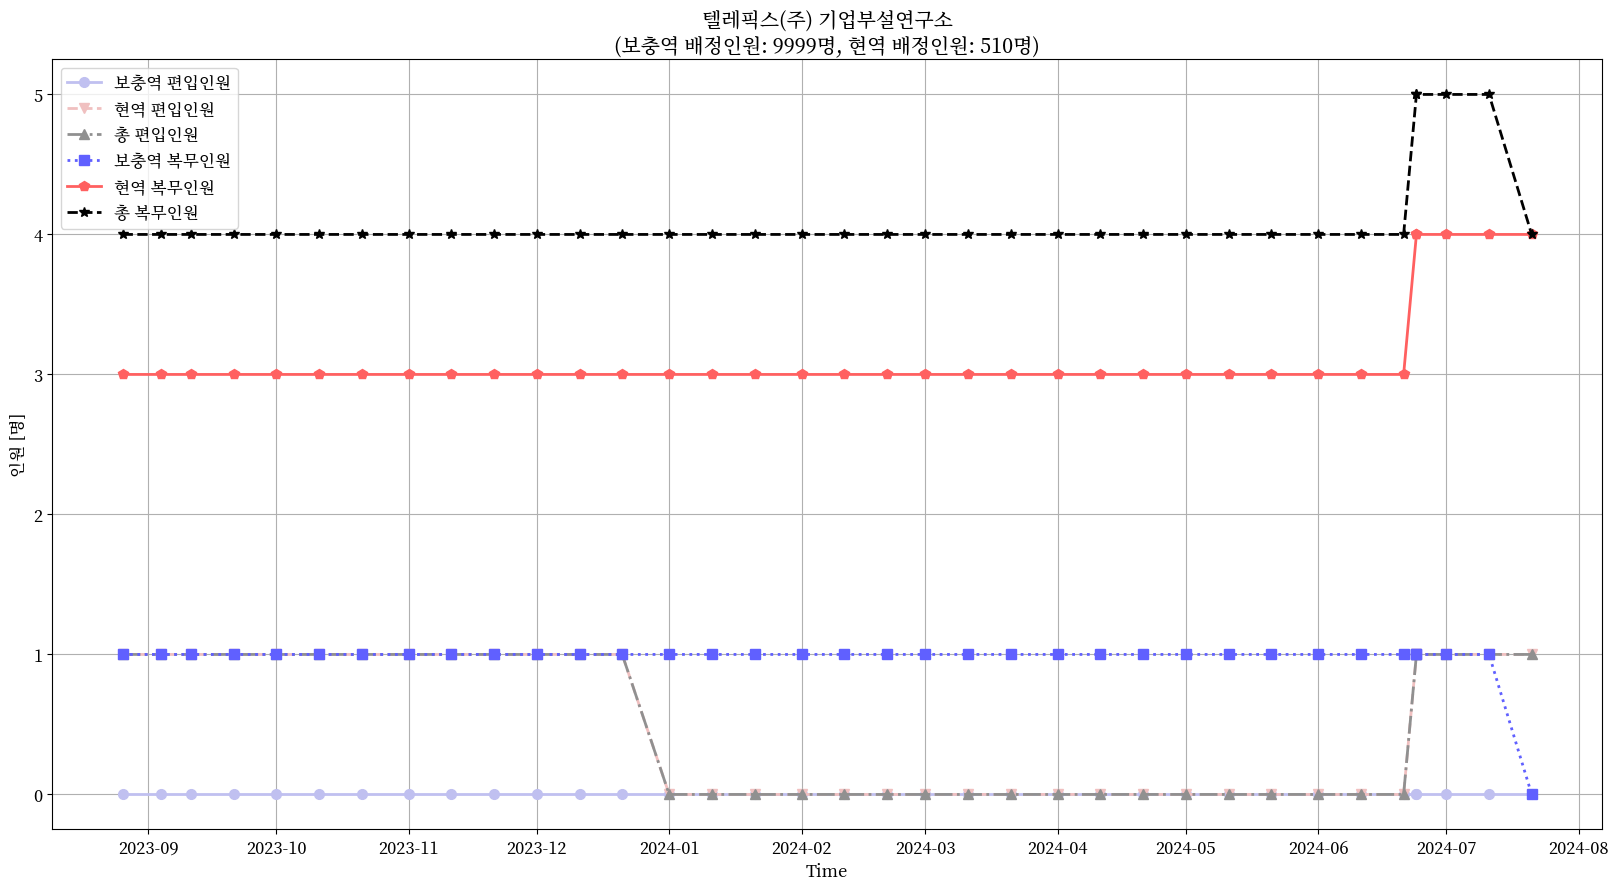 텔레픽스(주) 기업부설연구소
(보충역 배정인원: 9999명, 현역 배정인원: 510명)
보충역 편입인원
현역 편입인원
총 편입인원
보충역 복무인원
현역 복무인원
총 복무인원
인원 [명]
5
4
3
2
1
0
2023-09 2023-10 2023-11 2023-12 2024-01 2024-02 2024-03 2024-04 2024-05 2024-06 2024-07 2024-08
Time